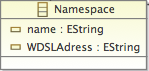 Namespace
name : EString
WDSLAdress : EString